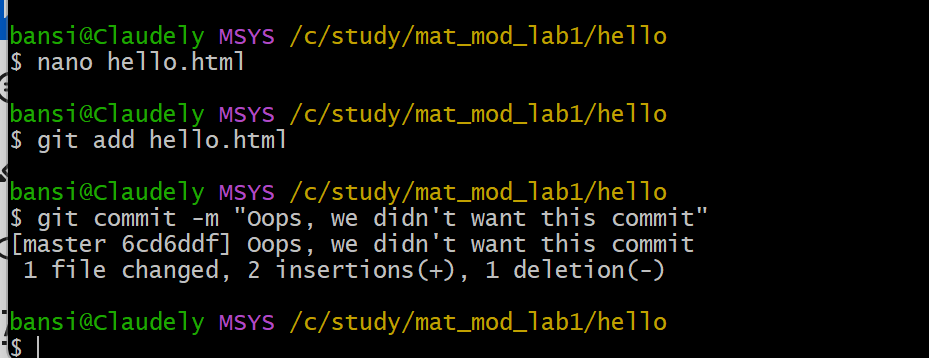 bansi@Claudely MSYS /c/study/mat_mod_lab1/hello
$ nano hello.html
bansi@Claudely MSYS /c/study/mat_mod_lab1/hello
$ git add hello.html
bansi@Claudely MSYS /c/study/mat_mod_lab1/hello
$ git commit -m "Oops, we didn't want this commit"
[master 6cd6ddf] Oops, we didn't want this commit
 1 file changed, 2 insertions(+), 1 deletion(-)
bansi@Claudely MSYS /c/study/mat_mod_lab1/hello
$